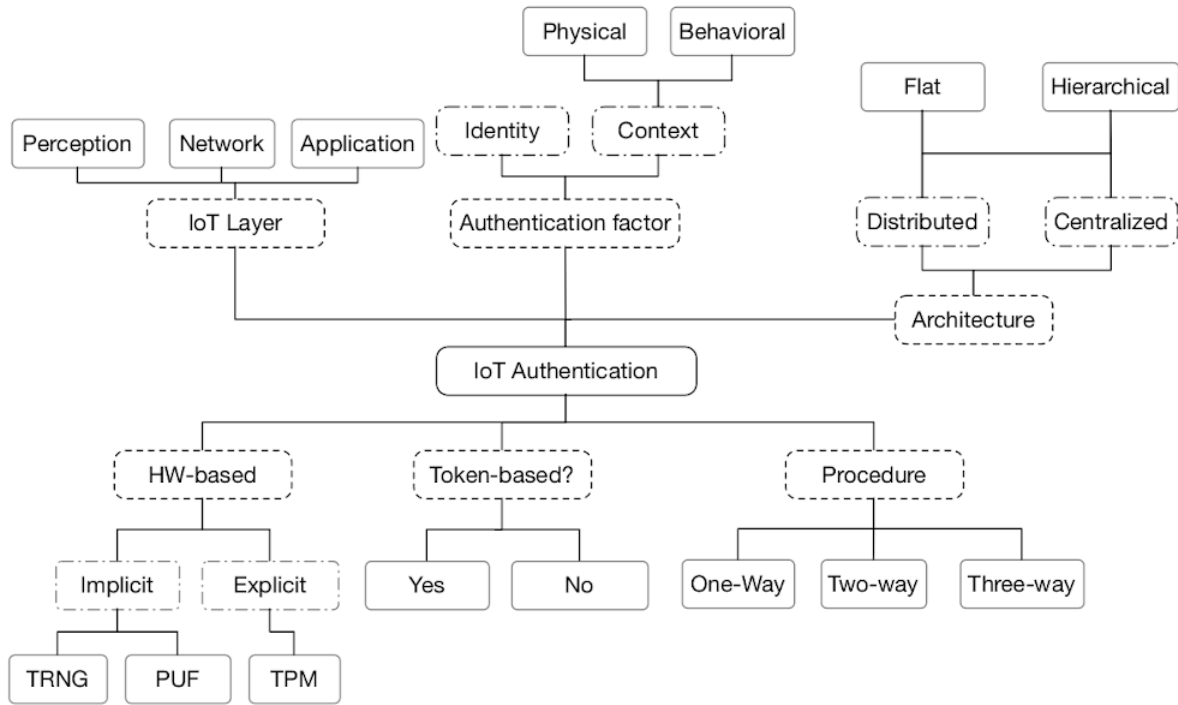 Physical
Behavioral
Flat
Hierarchical
Identity
Context
Perception
Network
Application
IoT Layer
Authentication factor
Distributed
Centralized
Architecture
IoT Authentication
HW-based
Token-based?
Procedure
Implicit
Explicit
Yes
No
One-Way
Two-way
Three-way
TRNG
PUF
TPM